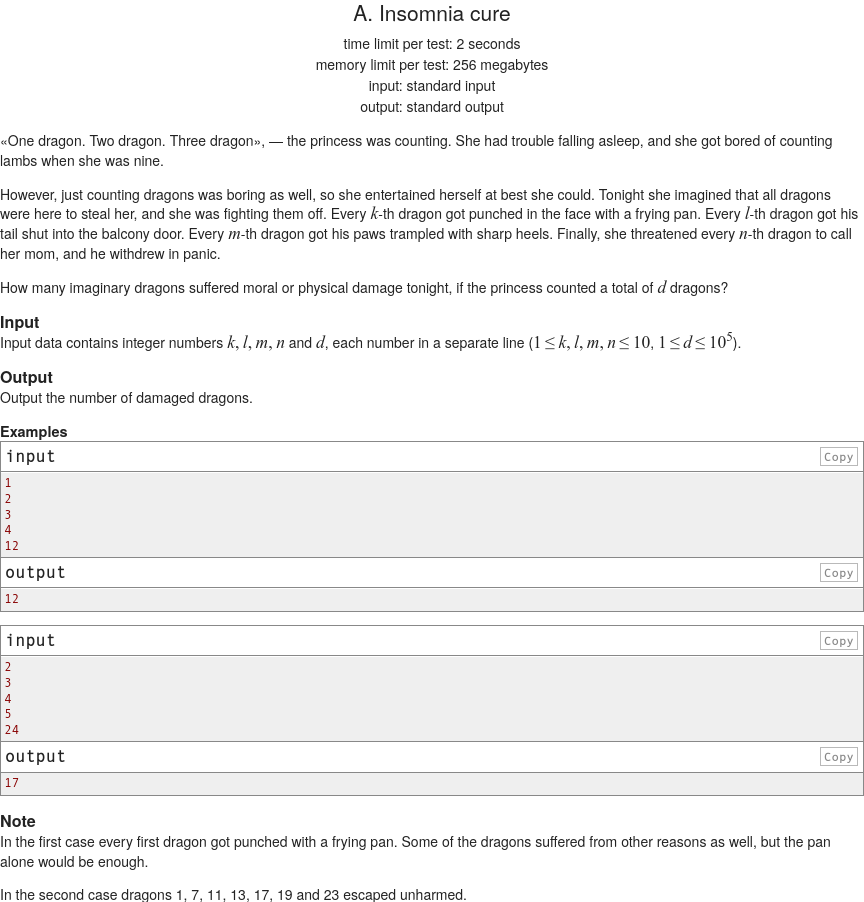 A. Insomnia cure
time limit per test: 2 seconds
memory limit per test: 256 megabytes
input: standard input
output: standard output
«One dragon. Two dragon. Three dragon», — the princess was counting. She had trouble falling asleep, and she got bored of counting
lambs when she was nine.
However, just counting dragons was boring as well, so she entertained herself at best she could. Tonight she imagined that all dragons
were here to steal her, and she was fighting them off. Every k-th dragon got punched in the face with a frying pan. Every l-th dragon got his
tail shut into the balcony door. Every m-th dragon got his paws trampled with sharp heels. Finally, she threatened every n-th dragon to call
her mom, and he withdrew in panic.
How many imaginary dragons suffered moral or physical damage tonight, if the princess counted a total of d dragons?
Input
Input data contains integer numbers k, l, m, n and d, each number in a separate line (1 ≤ k, l, m, n ≤ 10, 1 ≤ d ≤ 10⁵).
Output
Output the number of damaged dragons.
Examples
input Copy
1
2
3
4
12
output Copy
12
input Copy
2
3
4
5
24
output Copy
17
Note
In the first case every first dragon got punched with a frying pan. Some of the dragons suffered from other reasons as well, but the pan
alone would be enough.
In the second case dragons 1, 7, 11, 13, 17, 19 and 23 escaped unharmed.